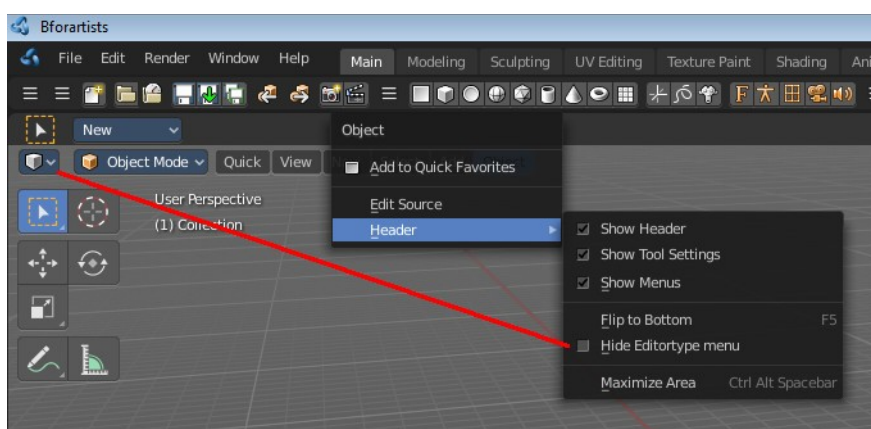 Bforartists
File Edit Render Window Help Main Modeling Sculpting UV Editing Texture Paint Shading
New
Object
Object Mode Quick View
Add to Quick Favorites
User Perspective
(1) Collection
Edit Source
Header
Show Header
Show Tool Settings
Show Menus
Flip to Bottom F5
Hide Editortype menu
Maximize Area Ctrl Alt Spacebar